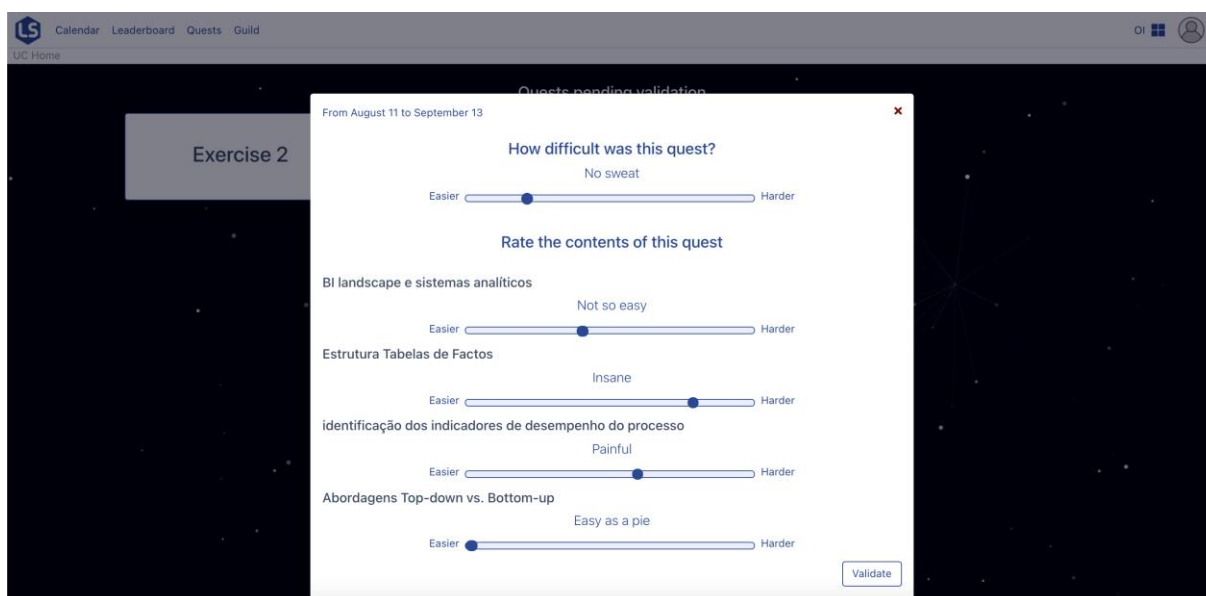 LS Calendar Leaderboard Quests Guild OI
UC Home
Quests pending validation
From August 11 to September 13
Exercise 2
How difficult was this quest?
No sweat
Easier Harder
Rate the contents of this quest
BI landscape e sistemas analíticos
Not so easy
Easier Harder
Estrutura Tabelas de Factos
Insane
Easier Harder
identificação dos indicadores de desempenho do processo
Painful
Easier Harder
Abordagens Top-down vs. Bottom-up
Easy as a pie
Easier Harder
Validate